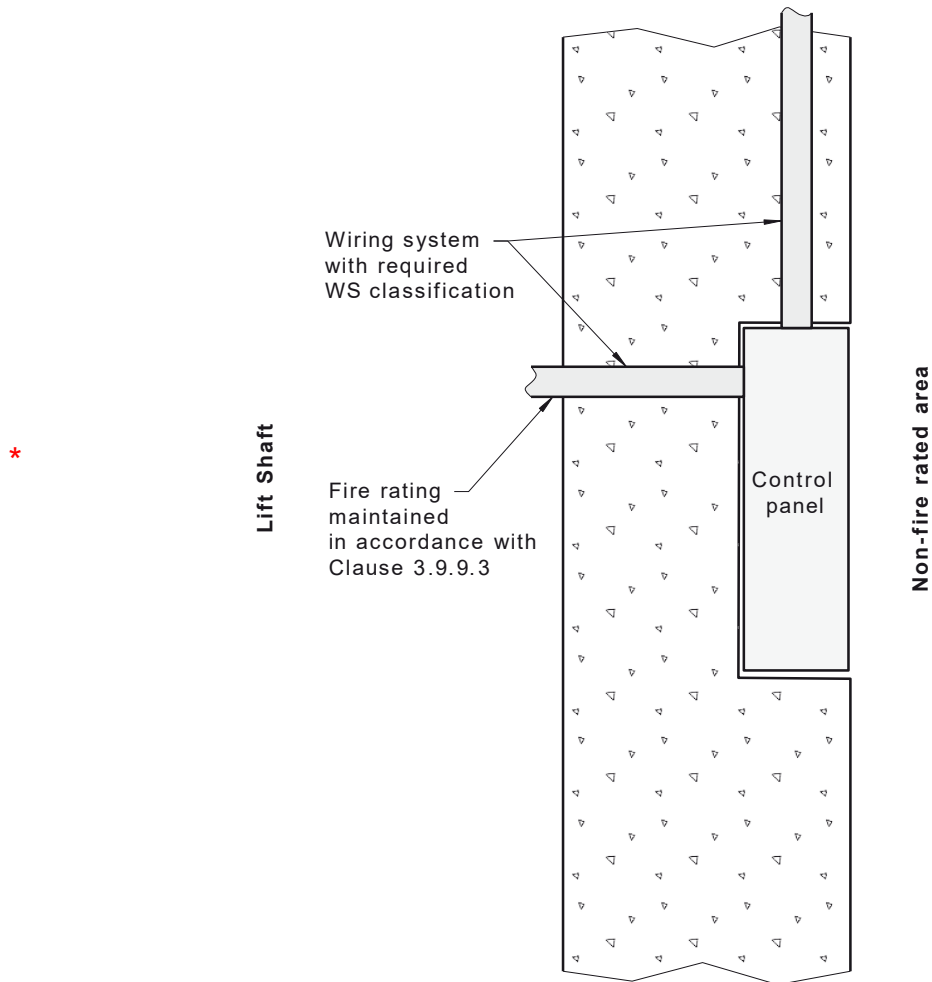 Wiring system
with required
WS classification
*
Lift Shaft
Fire rating
maintained
in accordance with
Clause 3.9.9.3
Control
panel
Non-fire rated area